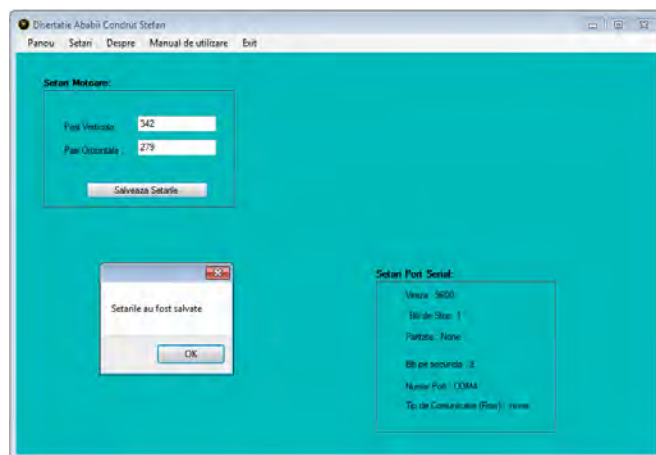 Disertatie Ababii Condrut Stefan
Panou Setari Despre Manual de utilizare Exit
Setari Motoare:
Pasi Verticala :
342
Pasi Orizontala :
279
Salveaza Setarile
Setarile au fost salvate
OK
Setari Port Serial:
Viteza : 9600
Biti de Stop: 1
Paritate : None
Biti pe secunda :
Numar Port : COM4
Tip de Comunicatie (Flow) : none